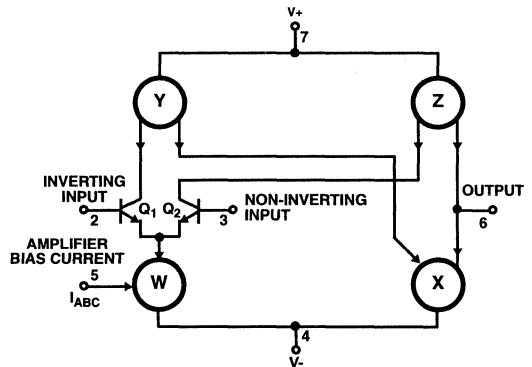 V+
7
Y
Z
INVERTING
INPUT
2
Q1
Q2
3
NON-INVERTING
INPUT
OUTPUT
6
AMPLIFIER
BIAS CURRENT
5
IABC
W
X
4
V-